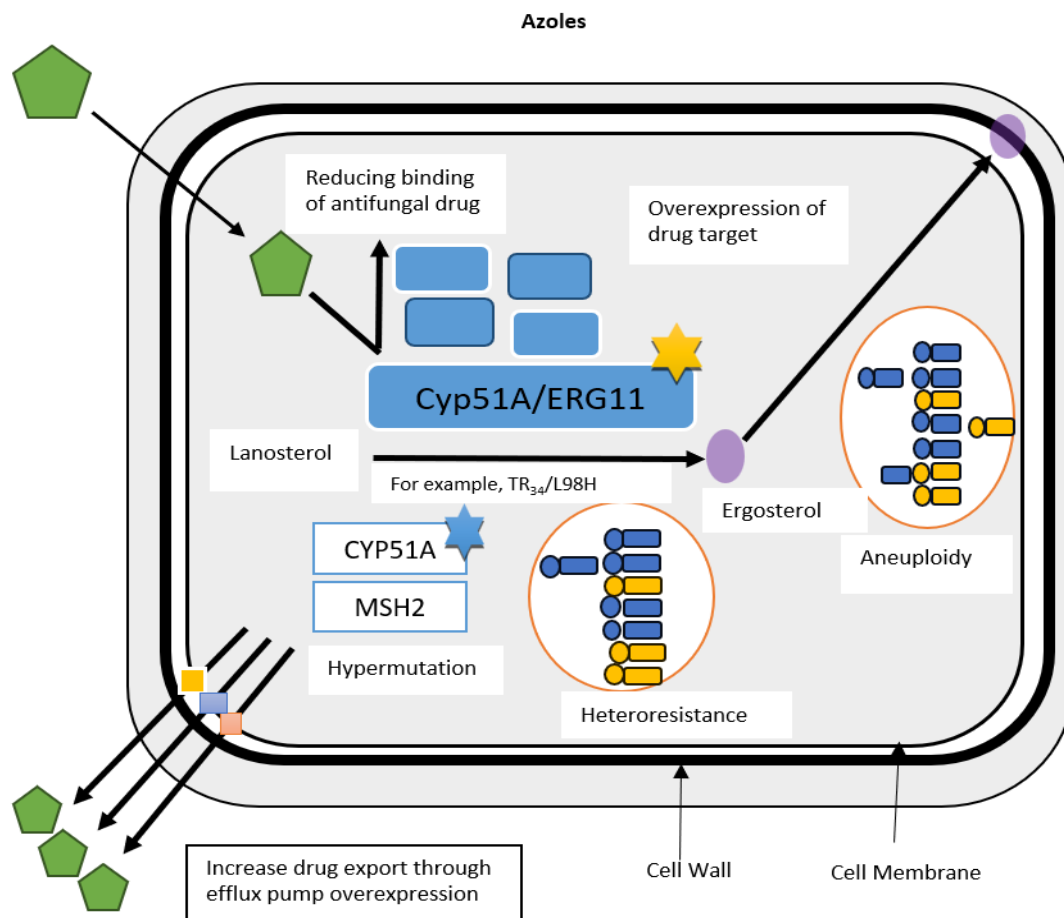 Azoles
Reducing binding
of antifungal drug
Overexpression of
drug target
Cyp51A/ERG11
Lanosterol
For example, TR₃₄/L98H
Ergosterol
CYP51A
MSH2
Hypermutation
Aneuploidy
Heteroresistance
Increase drug export through
efflux pump overexpression
Cell Wall
Cell Membrane